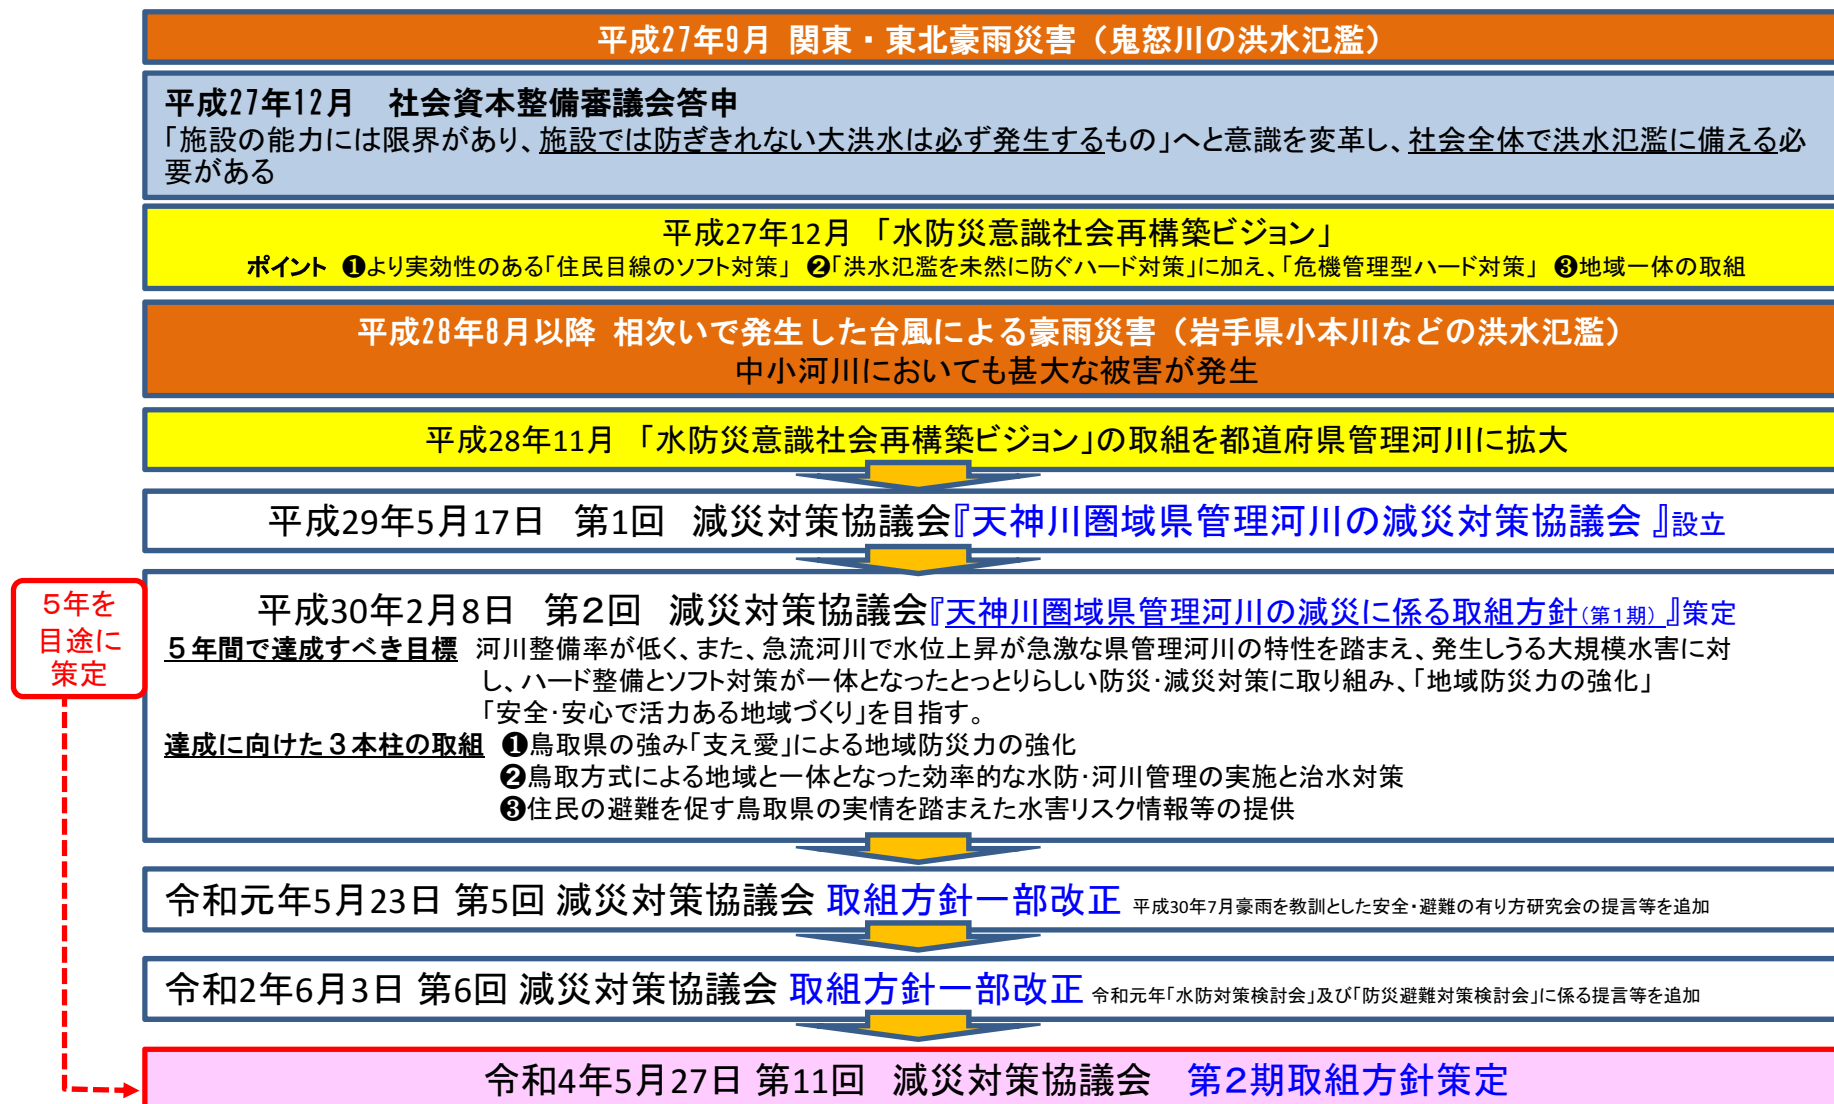 平成27年9月 関東・東北豪雨災害（鬼怒川の洪水氾濫）
平成27年12月　社会資本整備審議会答申
「施設の能力には限界があり、施設では防ぎきれない大洪水は必ず発生するもの」へと意識を変革し、社会全体で洪水氾濫に備える必
要がある
平成27年12月 「水防災意識社会再構築ビジョン」
ポイント ❶より実効性のある「住民目線のソフト対策」 ❷「洪水氾濫を未然に防ぐハード対策」に加え、「危機管理型ハード対策」 ❸地域一体の取組
平成28年8月以降 相次いで発生した台風による豪雨災害（岩手県小本川などの洪水氾濫）
中小河川においても甚大な被害が発生
平成28年11月 「水防災意識社会再構築ビジョン」の取組を都道府県管理河川に拡大
平成29年5月17日　第1回　減災対策協議会『天神川圏域県管理河川の減災対策協議会 』設立
5年を
目途に
策定
平成30年2月8日　第2回　減災対策協議会『天神川圏域県管理河川の減災に係る取組方針(第1期) 』策定
５年間で達成すべき目標 河川整備率が低く、また、急流河川で水位上昇が急激な県管理河川の特性を踏まえ、発生しうる大規模水害に対
し、ハード整備とソフト対策が一体となったとっとりらしい防災・減災対策に取り組み、「地域防災力の強化」
「安全・安心で活力ある地域づくり」を目指す。
達成に向けた３本柱の取組 ❶鳥取県の強み「支え愛」による地域防災力の強化
❷鳥取方式による地域と一体となった効率的な水防・河川管理の実施と治水対策
❸住民の避難を促す鳥取県の実情を踏まえた水害リスク情報等の提供
令和元年5月23日 第5回 減災対策協議会 取組方針一部改正 平成30年7月豪雨を教訓とした安全・避難の有り方研究会の提言等を追加
令和2年6月3日 第6回 減災対策協議会 取組方針一部改正 令和元年「水防対策検討会」及び「防災避難対策検討会」に係る提言等を追加
令和4年5月27日 第11回　減災対策協議会　第２期取組方針策定